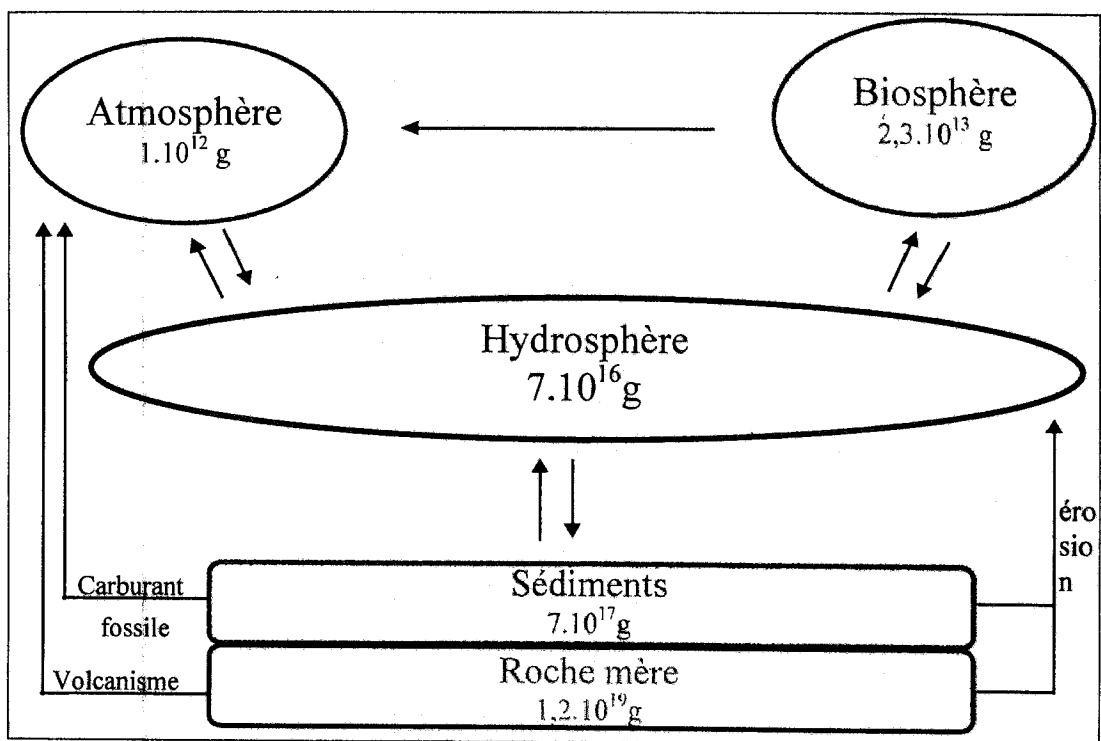 Atmosphère
1.10¹² g
Biosphère
2,3.10¹³ g
Hydrosphère
7.10¹⁶g
éro
sio
n
Carburant
fossile
Sédiments
7.10¹⁷g
Volcanisme
Roche mère
1,2.10¹⁹g